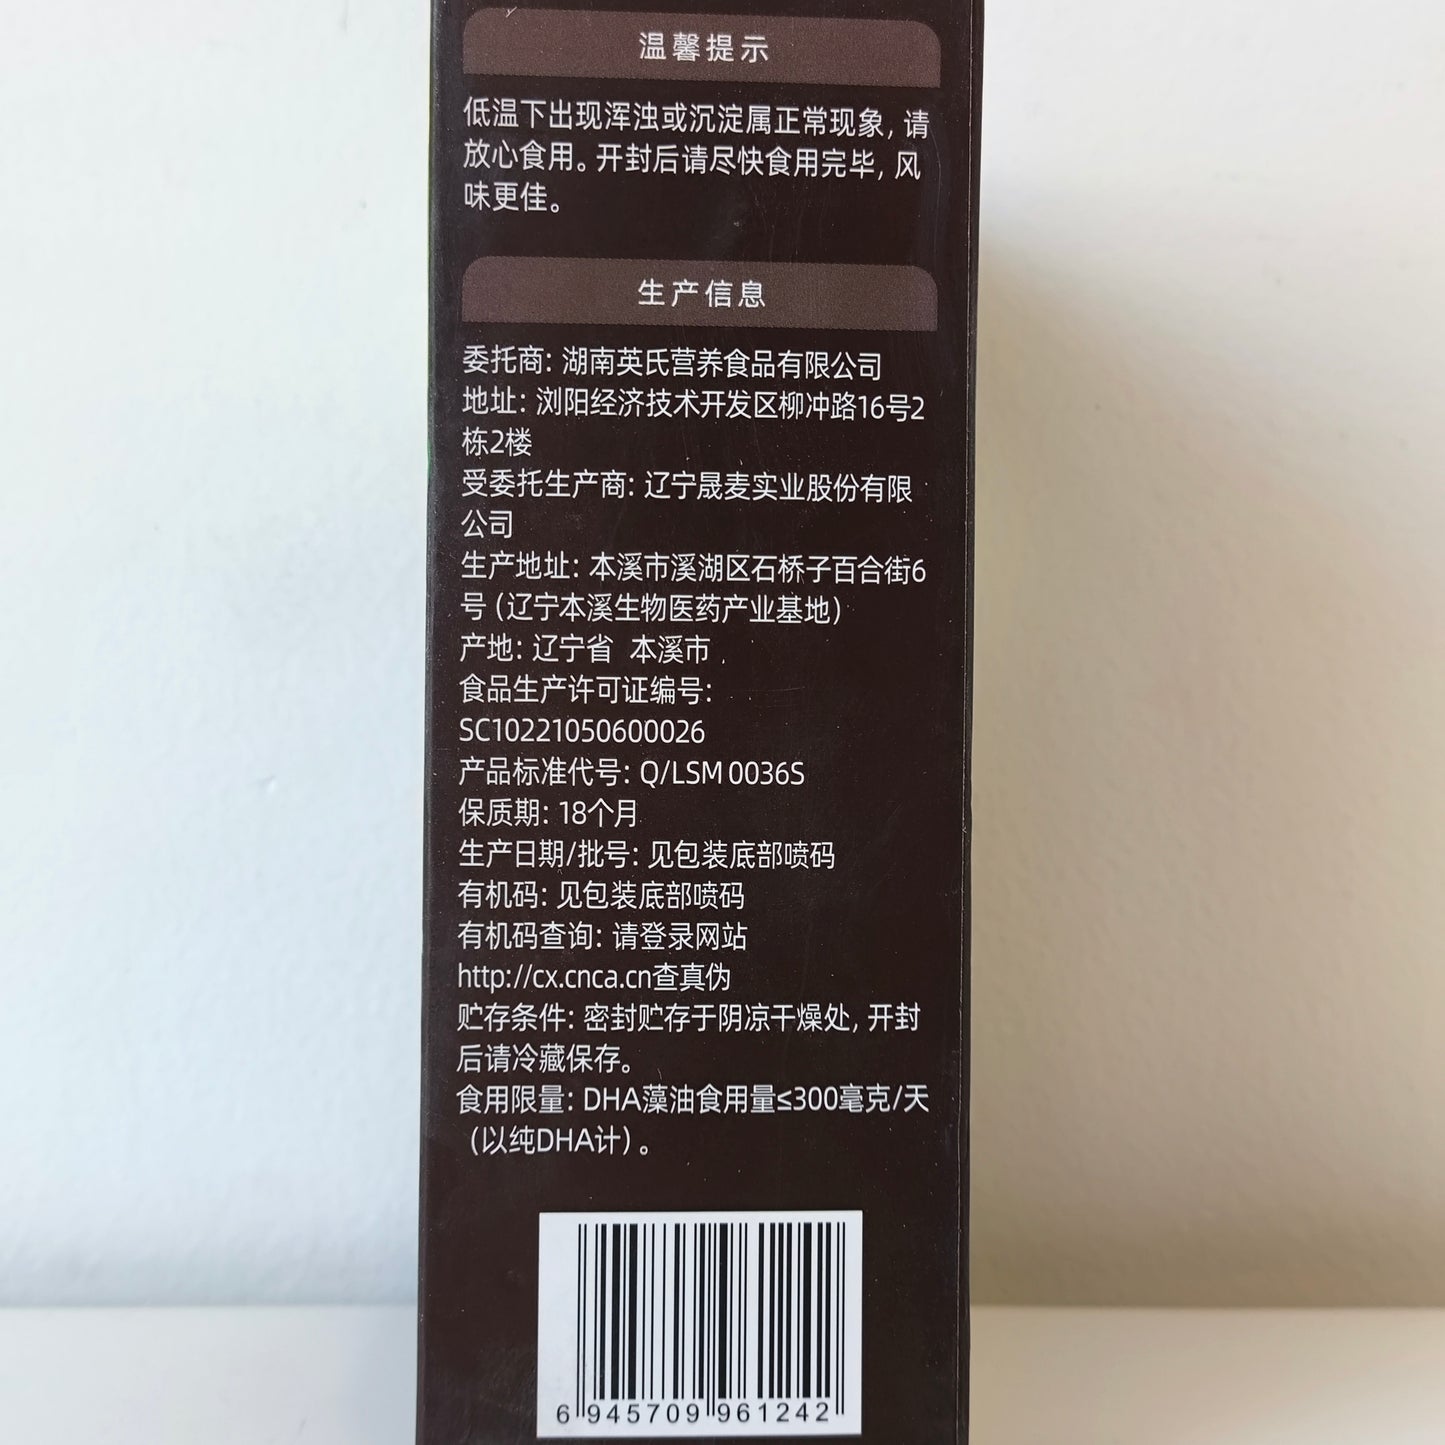 温馨提示
低温下出现浑浊或沉淀属正常现象, 请
放心食用。开封后请尽快食用完毕, 风
味更佳。
生产信息
委托商: 湖南英氏营养食品有限公司
地址: 浏阳经济技术开发区柳冲路16号2
栋2楼
受委托生产商: 辽宁晟麦实业股份有限
公司
生产地址: 本溪市溪湖区石桥子百合街6
号 (辽宁本溪生物医药产业基地)
产地: 辽宁省 本溪市
食品生产许可证编号:
SC10221050600026
产品标准代号: Q/LSM 0036S
保质期: 18个月
生产日期/批号: 见包装底部喷码
有机码: 见包装底部喷码
有机码查询: 请登录网站
http://cx.cnca.cn查真伪
贮存条件: 密封贮存于阴凉干燥处, 开封
后请冷藏保存。
食用限量: DHA藻油食用量≤300毫克/天
(以纯DHA计) 。
6 945709 961242